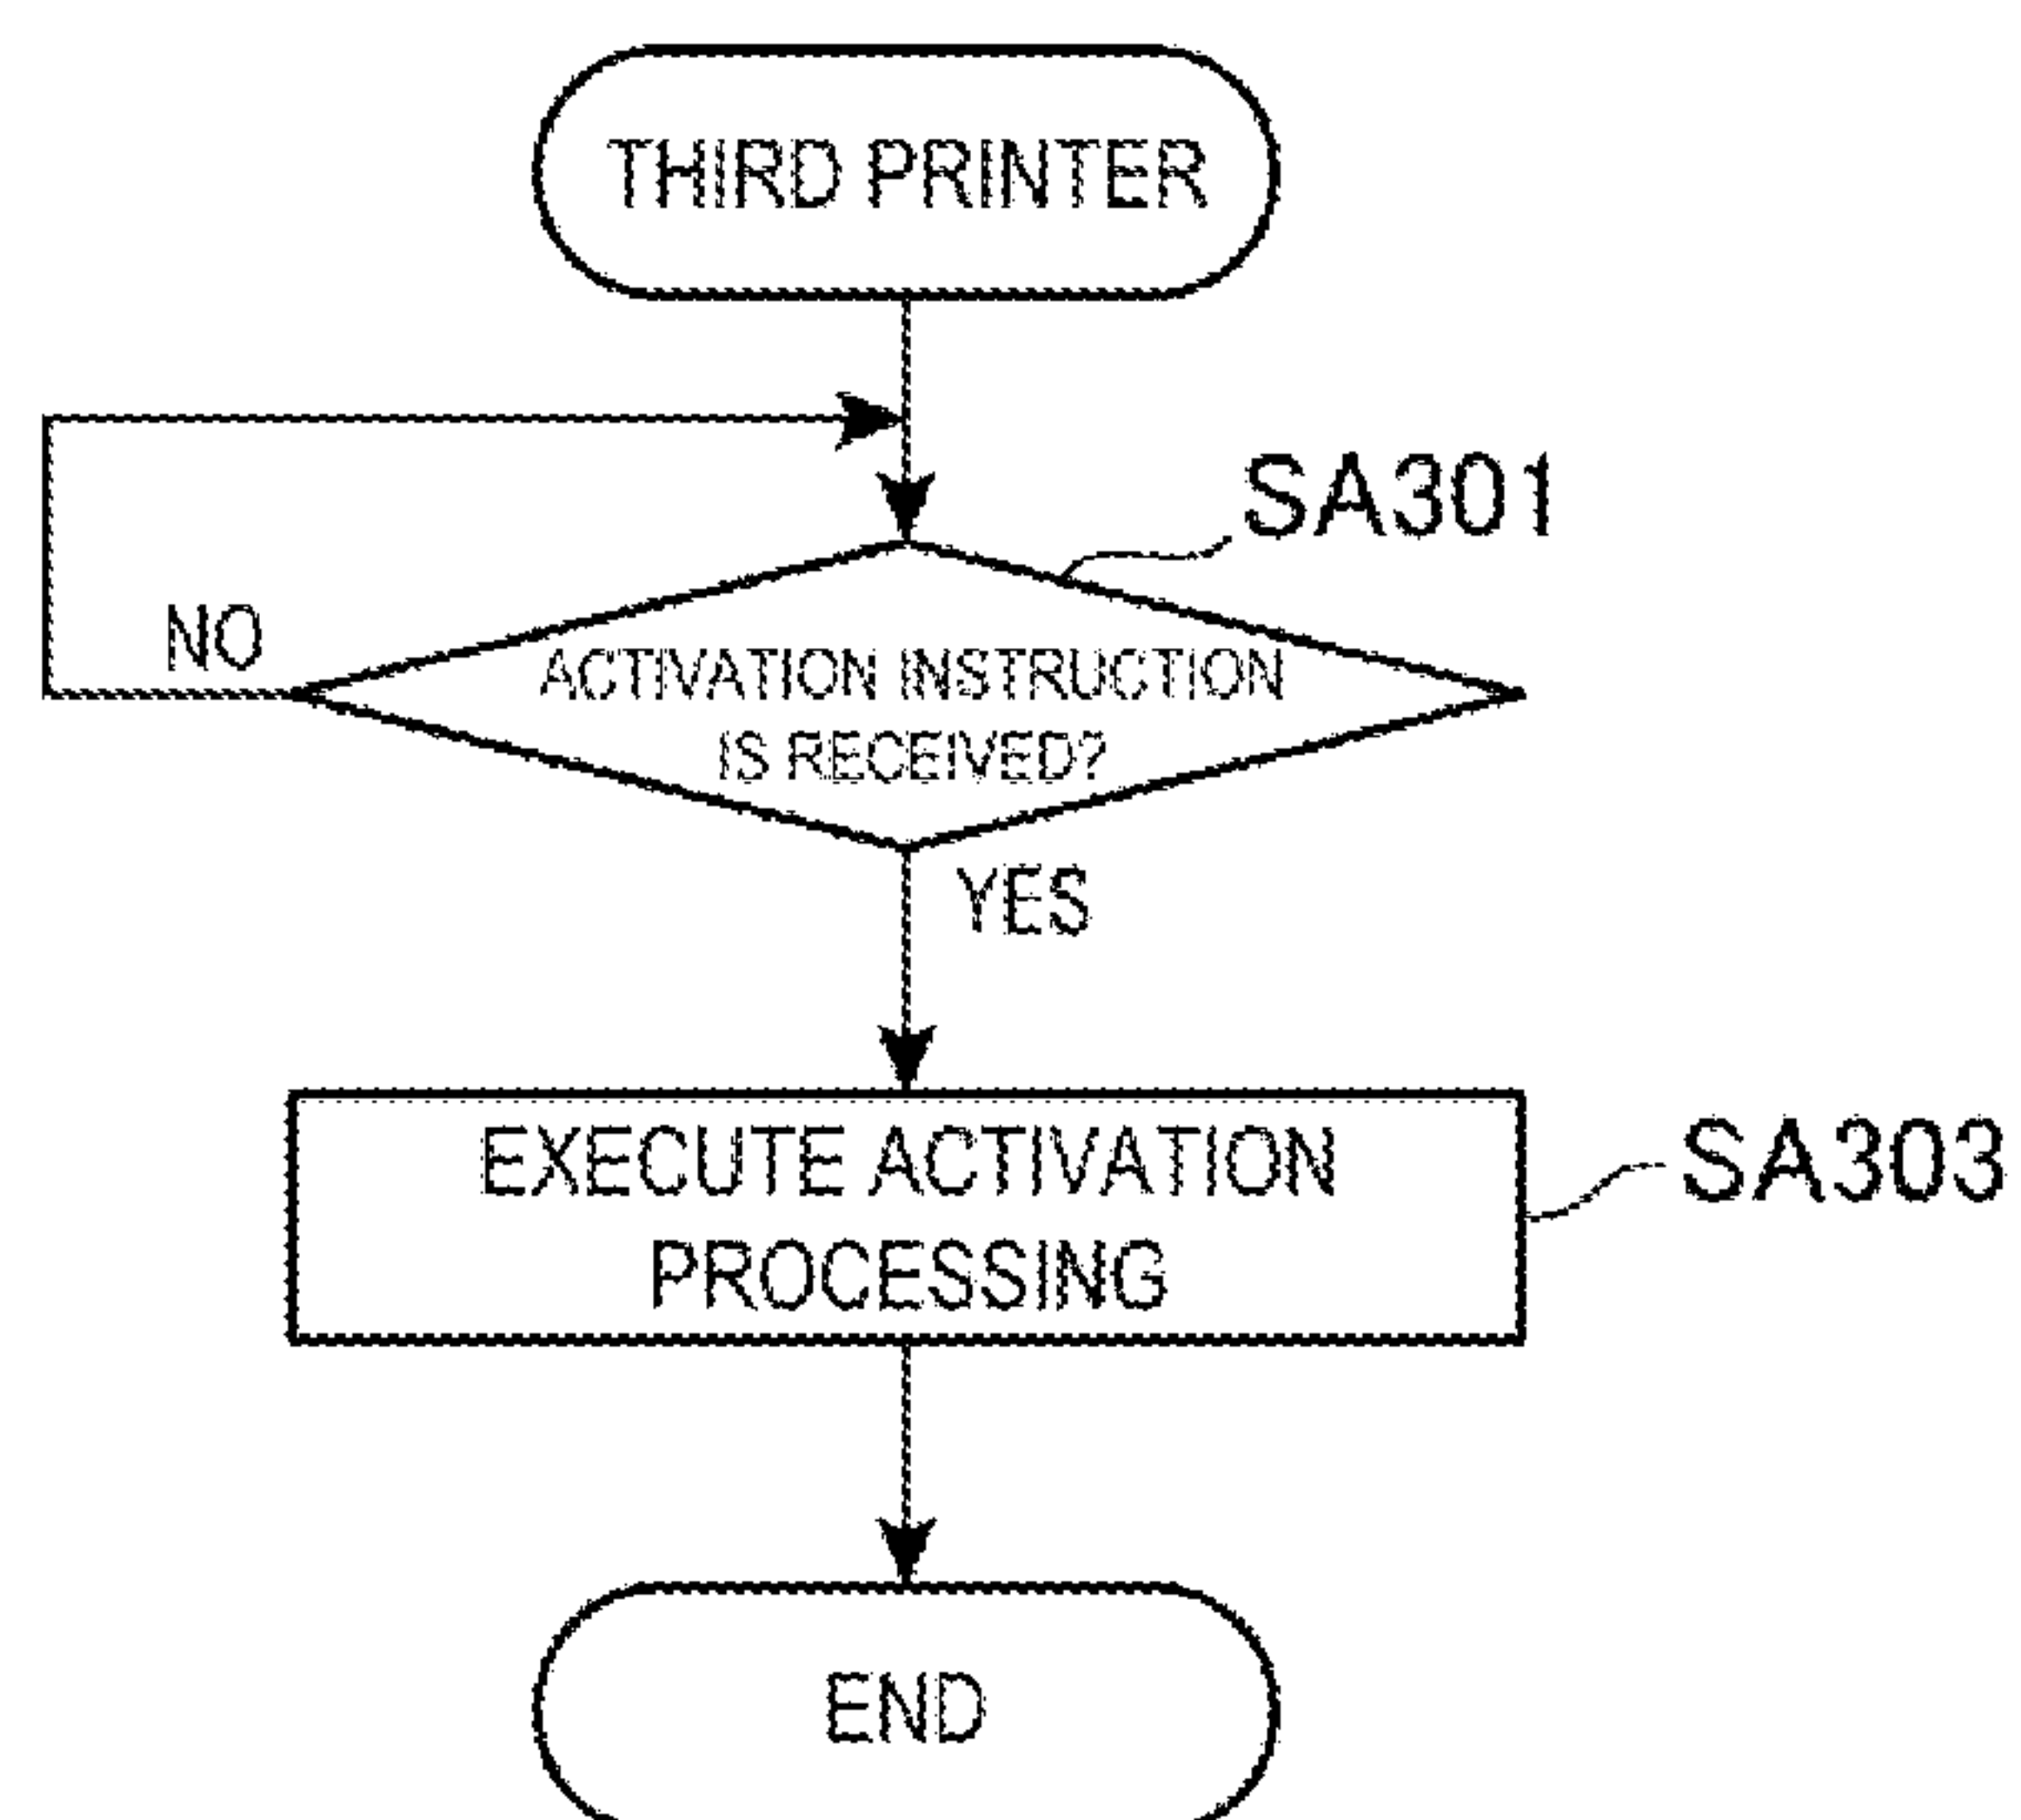 THIRD PRINTER
SA301
NO
ACTIVATION INSTRUCTION
IS RECEIVED?
YES
EXECUTE ACTIVATION
PROCESSING
SA303
END